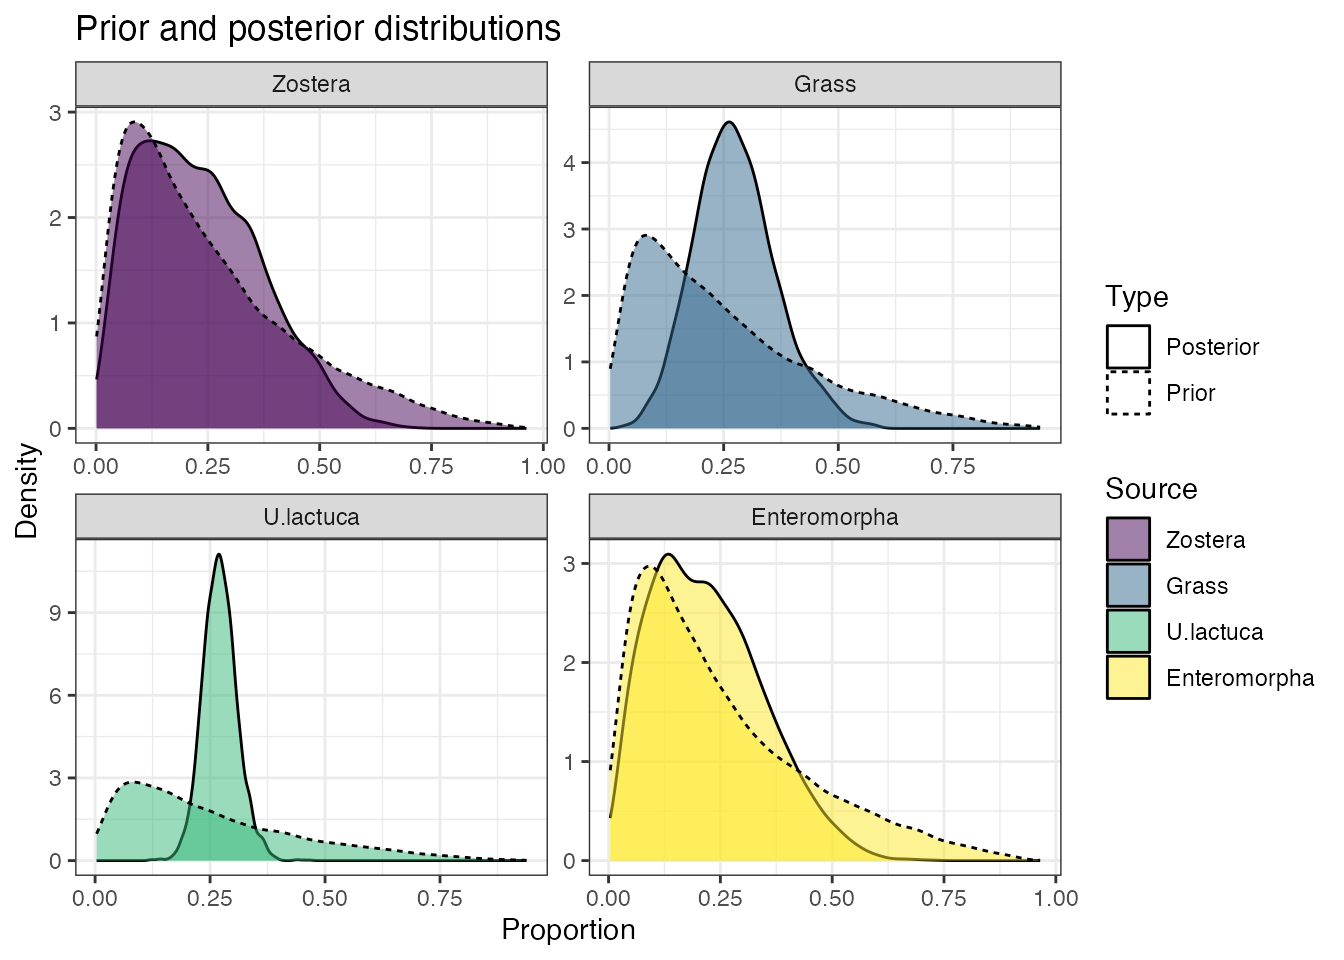 Prior and posterior distributions
Zostera
Grass
3
2
1
0
0.00 0.25 0.50 0.75 1.00
4
3
2
1
0
0.00 0.25 0.50 0.75
U.lactuca
Enteromorpha
9
6
3
0
0.00 0.25 0.50 0.75
3
2
1
0
0.00 0.25 0.50 0.75 1.00
Density
Proportion
Type
Posterior
Prior
Source
Zostera
Grass
U.lactuca
Enteromorpha